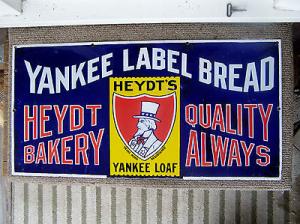 YANKEE LABEL BREAD
HEYDT
BAKERY
HEYDT'S
YANKEE LOAF
QUALITY
ALWAYS